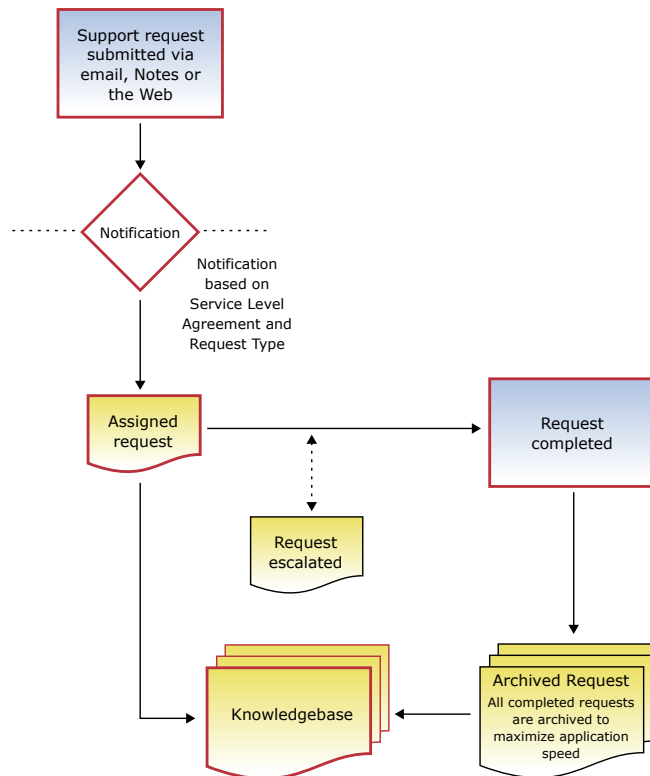 Support request
submitted via
email, Notes or
the Web
Notification
Notification
based on
Service Level
Agreement and
Request Type
Assigned
request
Request
completed
Request
escalated
Knowledgebase
Archived Request
All completed requests
are archived to
maximize application
speed